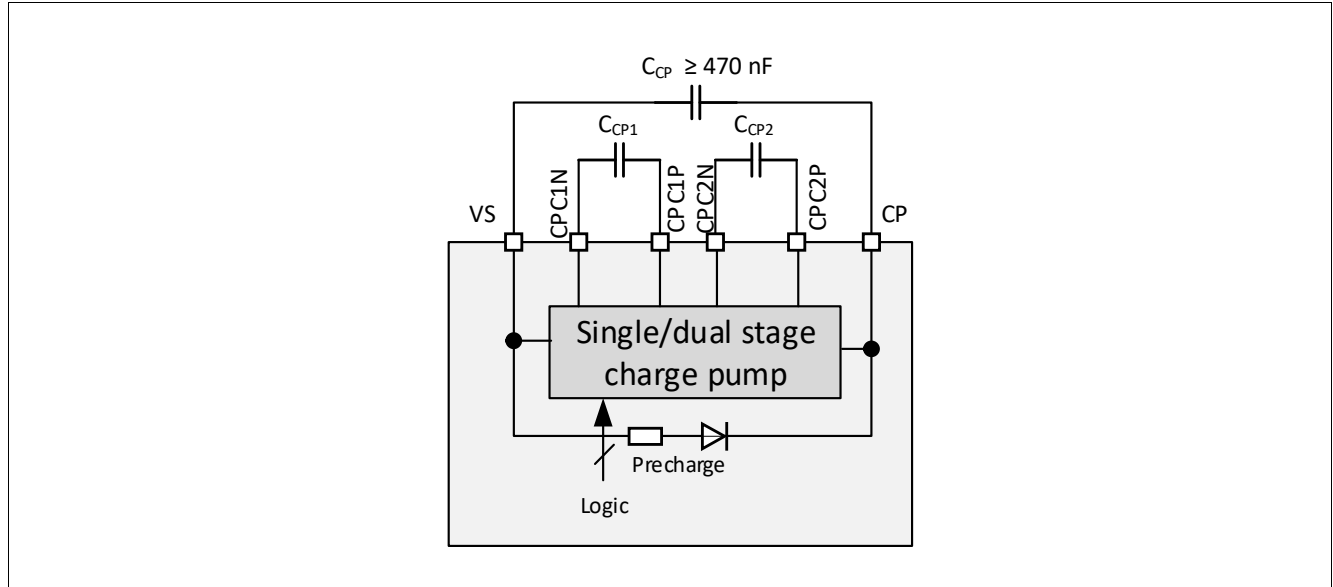 C_CP ≥ 470 nF
C_CP1
C_CP2
VS
CPC1N
CPC1P
CPC2N
CPC2P
CP
Single/dual stage
charge pump
Precharge
Logic